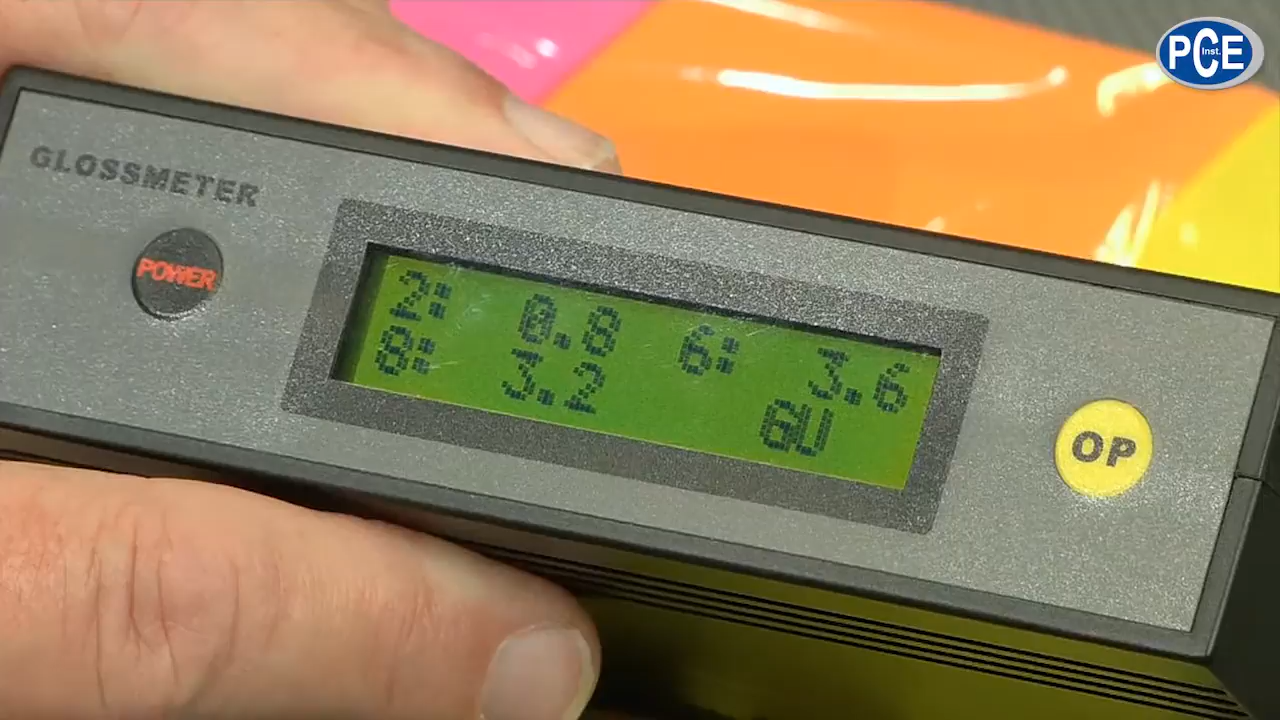 PCE
Inst.
GLOSSMETER
POWER
2: 0.8 6: 3.6
8: 3.2 GU
OP